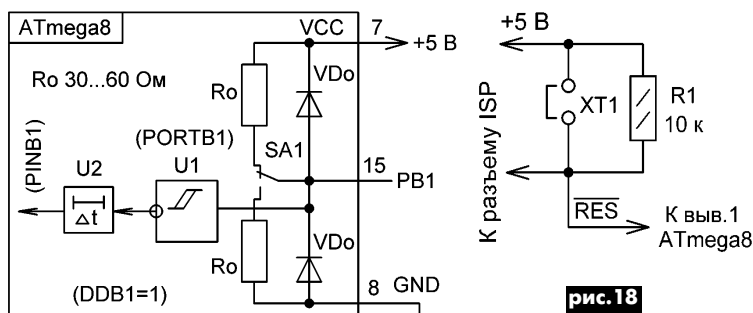 ATmega8
VCC
7
+5 В
Ro 30...60 Ом
Ro
VDo
(PORTB1)
SA1
(PINB1)
U2
U1
15
PB1
Δt
Ro
VDo
(DDB1=1)
8
GND
+5 В
К разъему ISP
XT1
R1
10 к
RES
К выв.1
ATmega8
рис.18